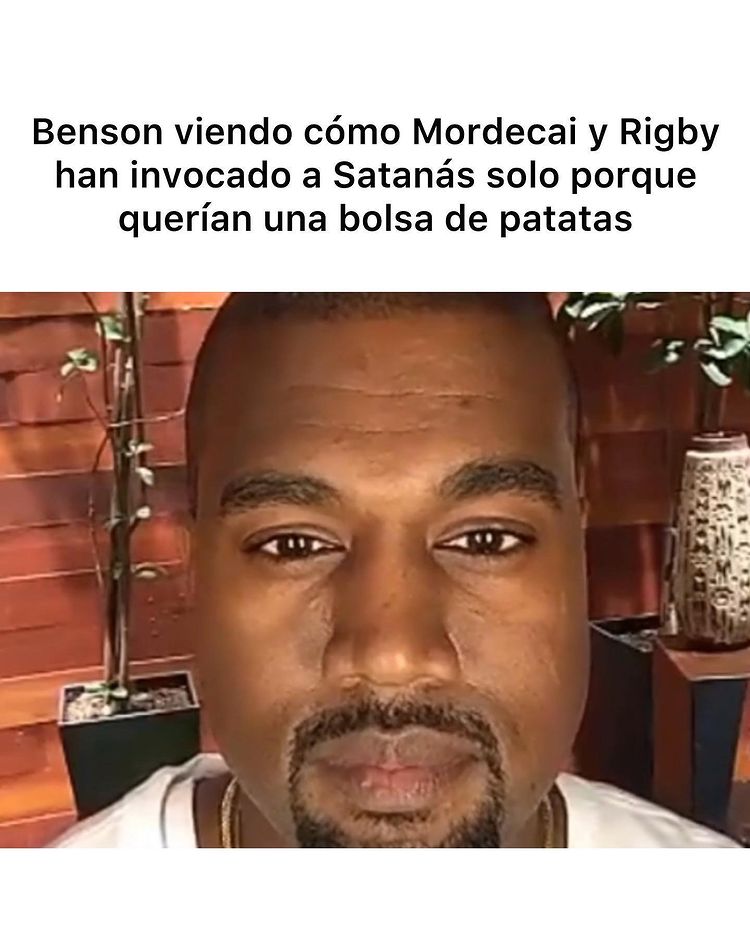 Benson viendo cómo Mordecai y Rigby
han invocado a Satanás solo porque
querían una bolsa de patatas